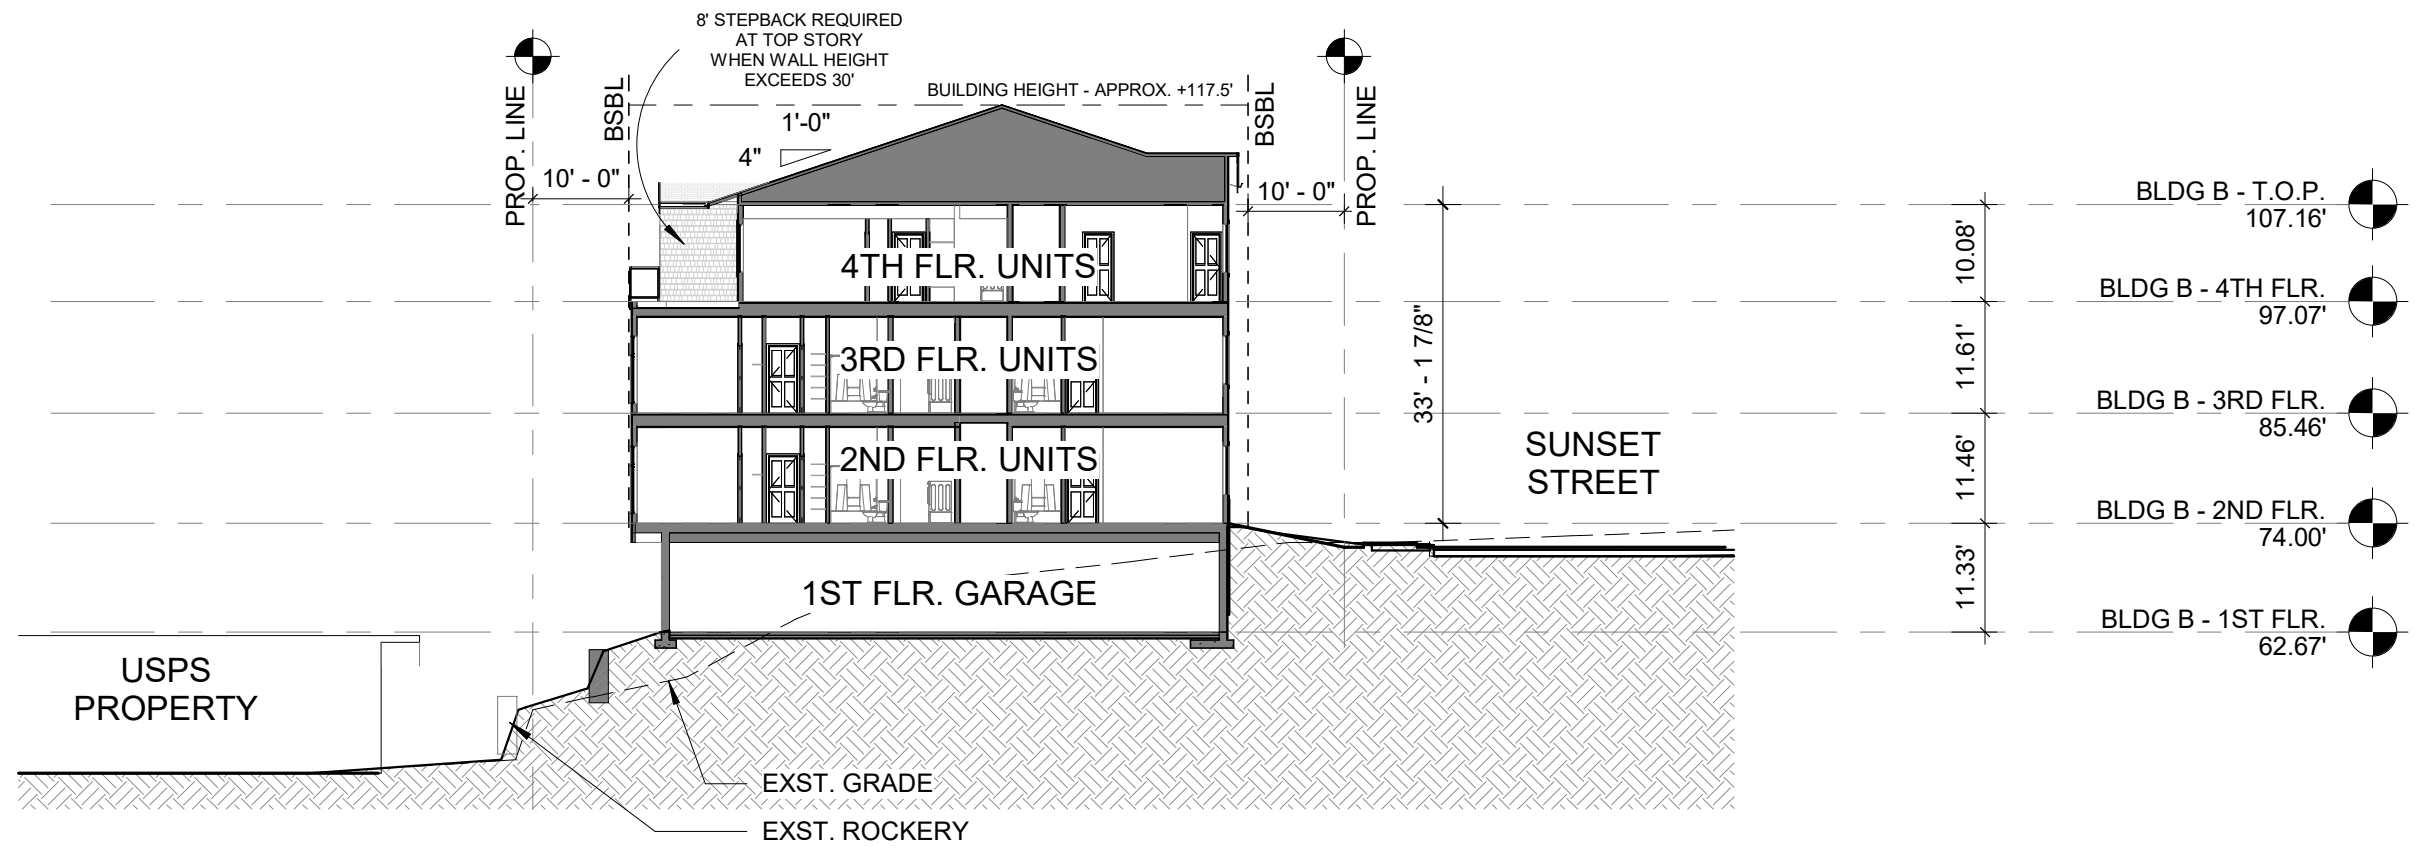 8' STEPBACK REQUIRED
AT TOP STORY
WHEN WALL HEIGHT
EXCEEDS 30'
PROP. LINE
BSBL
BUILDING HEIGHT - APPROX. +117.5'
BSBL
PROP. LINE
1'-0"
4"
10' - 0"
10' - 0"
BLDG B - T.O.P.
107.16'
10.08'
4TH FLR. UNITS
BLDG B - 4TH FLR.
97.07'
33' - 1 7/8"
11.61'
3RD FLR. UNITS
BLDG B - 3RD FLR.
85.46'
SUNSET
STREET
11.46'
2ND FLR. UNITS
BLDG B - 2ND FLR.
74.00'
11.33'
1ST FLR. GARAGE
BLDG B - 1ST FLR.
62.67'
USPS
PROPERTY
EXST. GRADE
EXST. ROCKERY